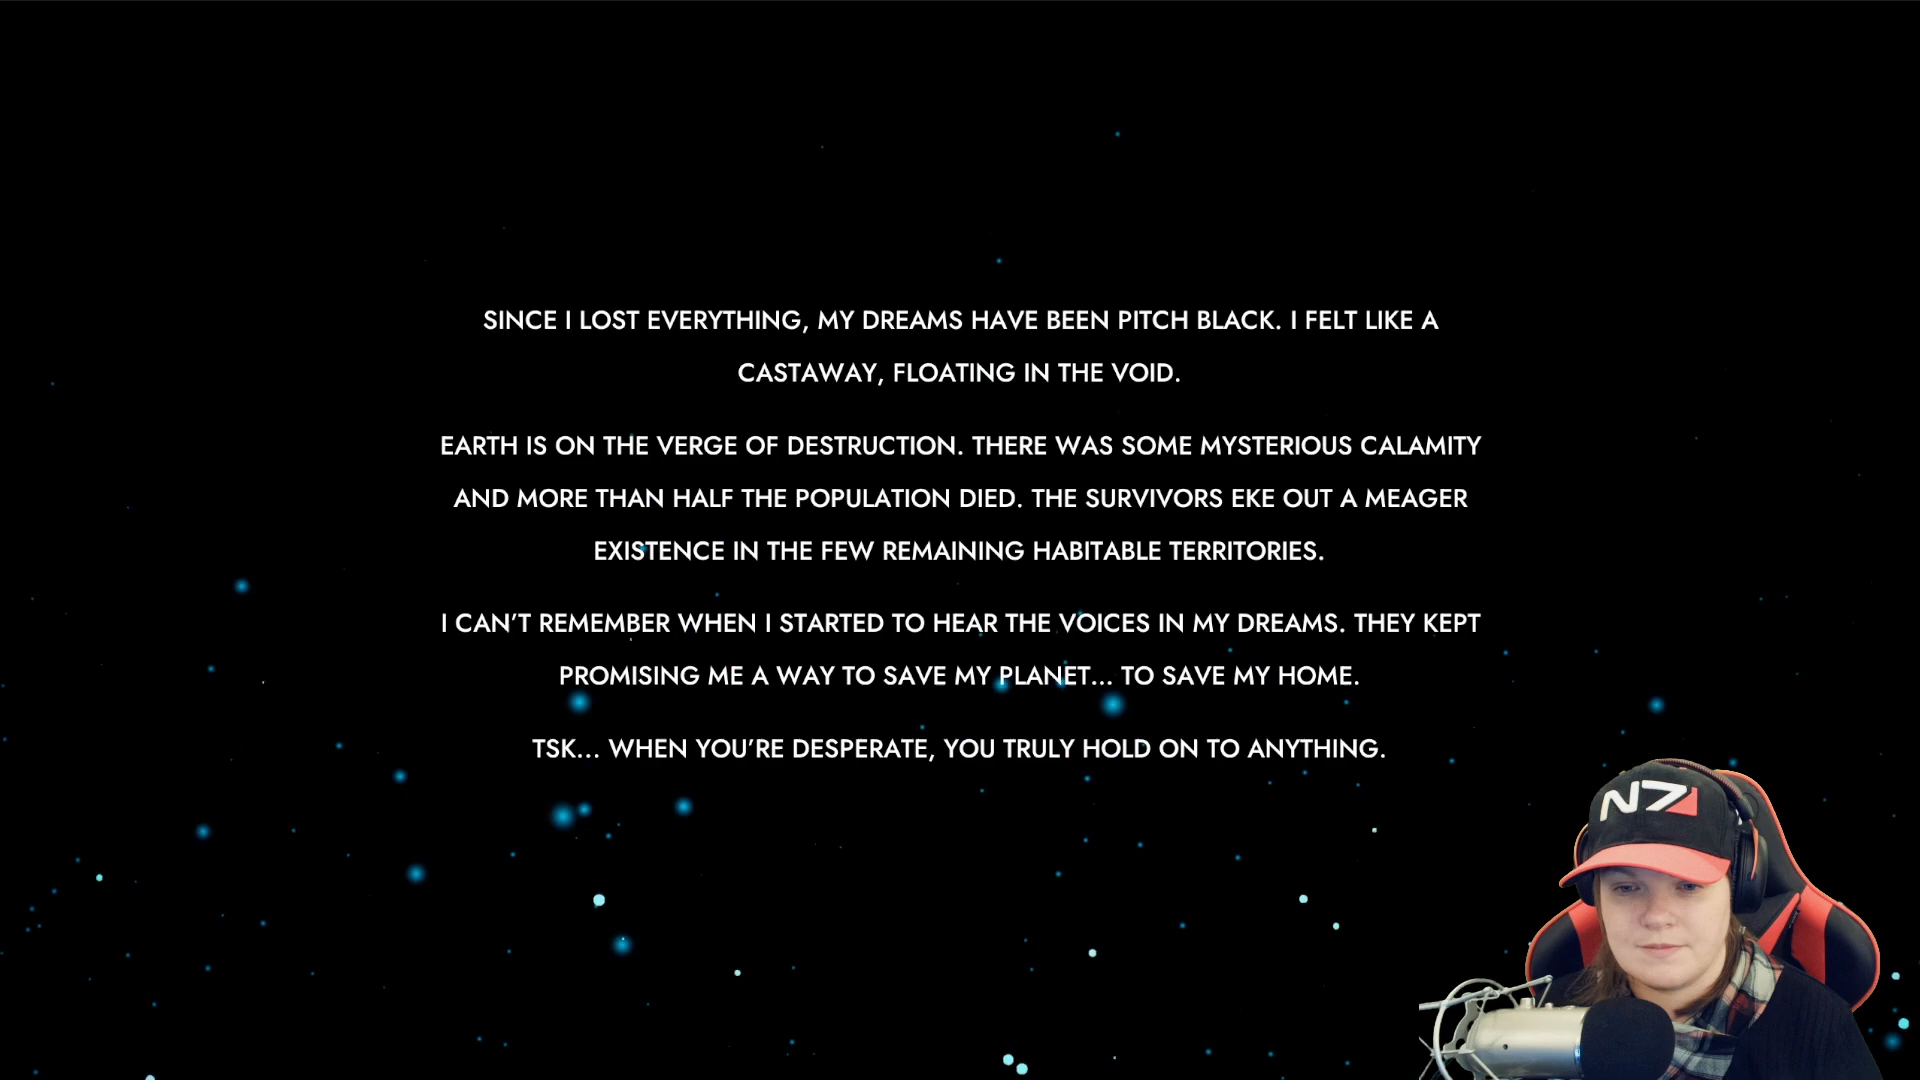 SINCE I LOST EVERYTHING, MY DREAMS HAVE BEEN PITCH BLACK. I FELT LIKE A
CASTAWAY, FLOATING IN THE VOID.
EARTH IS ON THE VERGE OF DESTRUCTION. THERE WAS SOME MYSTERIOUS CALAMITY
AND MORE THAN HALF THE POPULATION DIED. THE SURVIVORS EKE OUT A MEAGER
EXISTENCE IN THE FEW REMAINING HABITABLE TERRITORIES.
I CAN’T REMEMBER WHEN I STARTED TO HEAR THE VOICES IN MY DREAMS. THEY KEPT
PROMISING ME A WAY TO SAVE MY PLANET... TO SAVE MY HOME.
TSK... WHEN YOU’RE DESPERATE, YOU TRULY HOLD ON TO ANYTHING.
N7